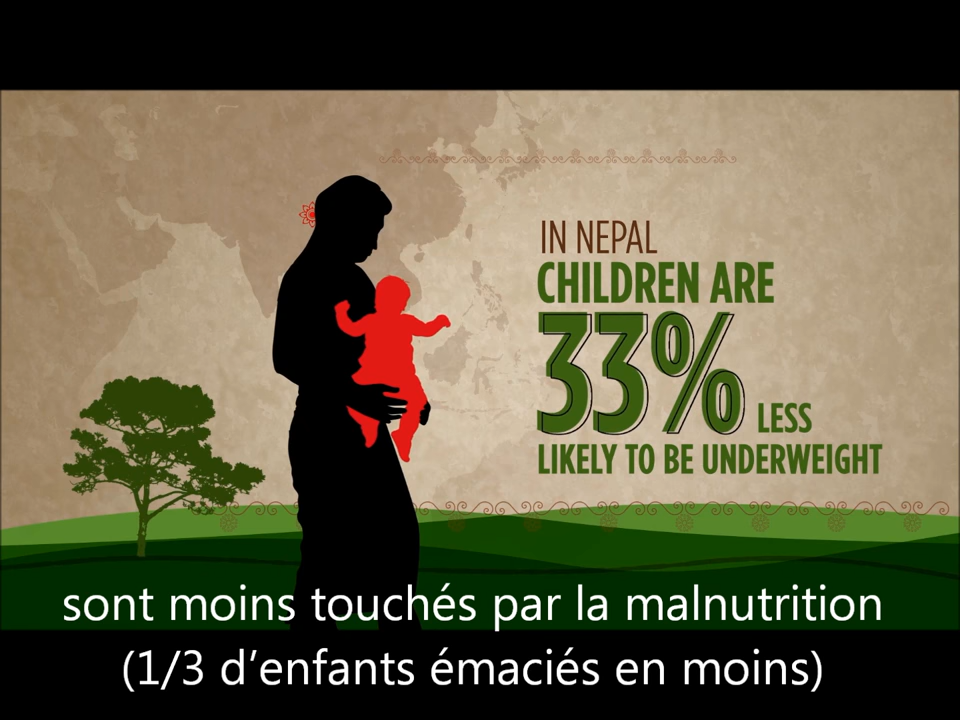 IN NEPAL
CHILDREN ARE
33% LESS
LIKELY TO BE UNDERWEIGHT
sont moins touchés par la malnutrition
(1/3 d’enfants émaciés en moins)